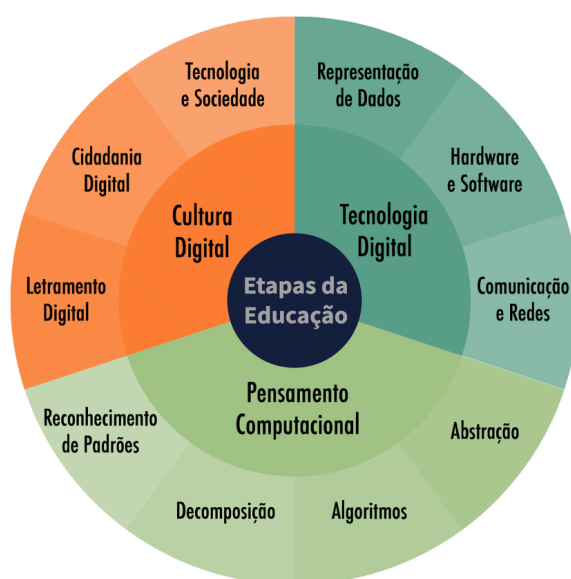 Tecnologia
e Sociedade
Representação
de Dados
Cidadania
Digital
Hardware
e Software
Cultura
Digital
Tecnologia
Digital
Letramento
Digital
Etapas da
Educação
Comunicação
e Redes
Pensamento
Computacional
Reconhecimento
de Padrões
Abstração
Decomposição
Algoritmos